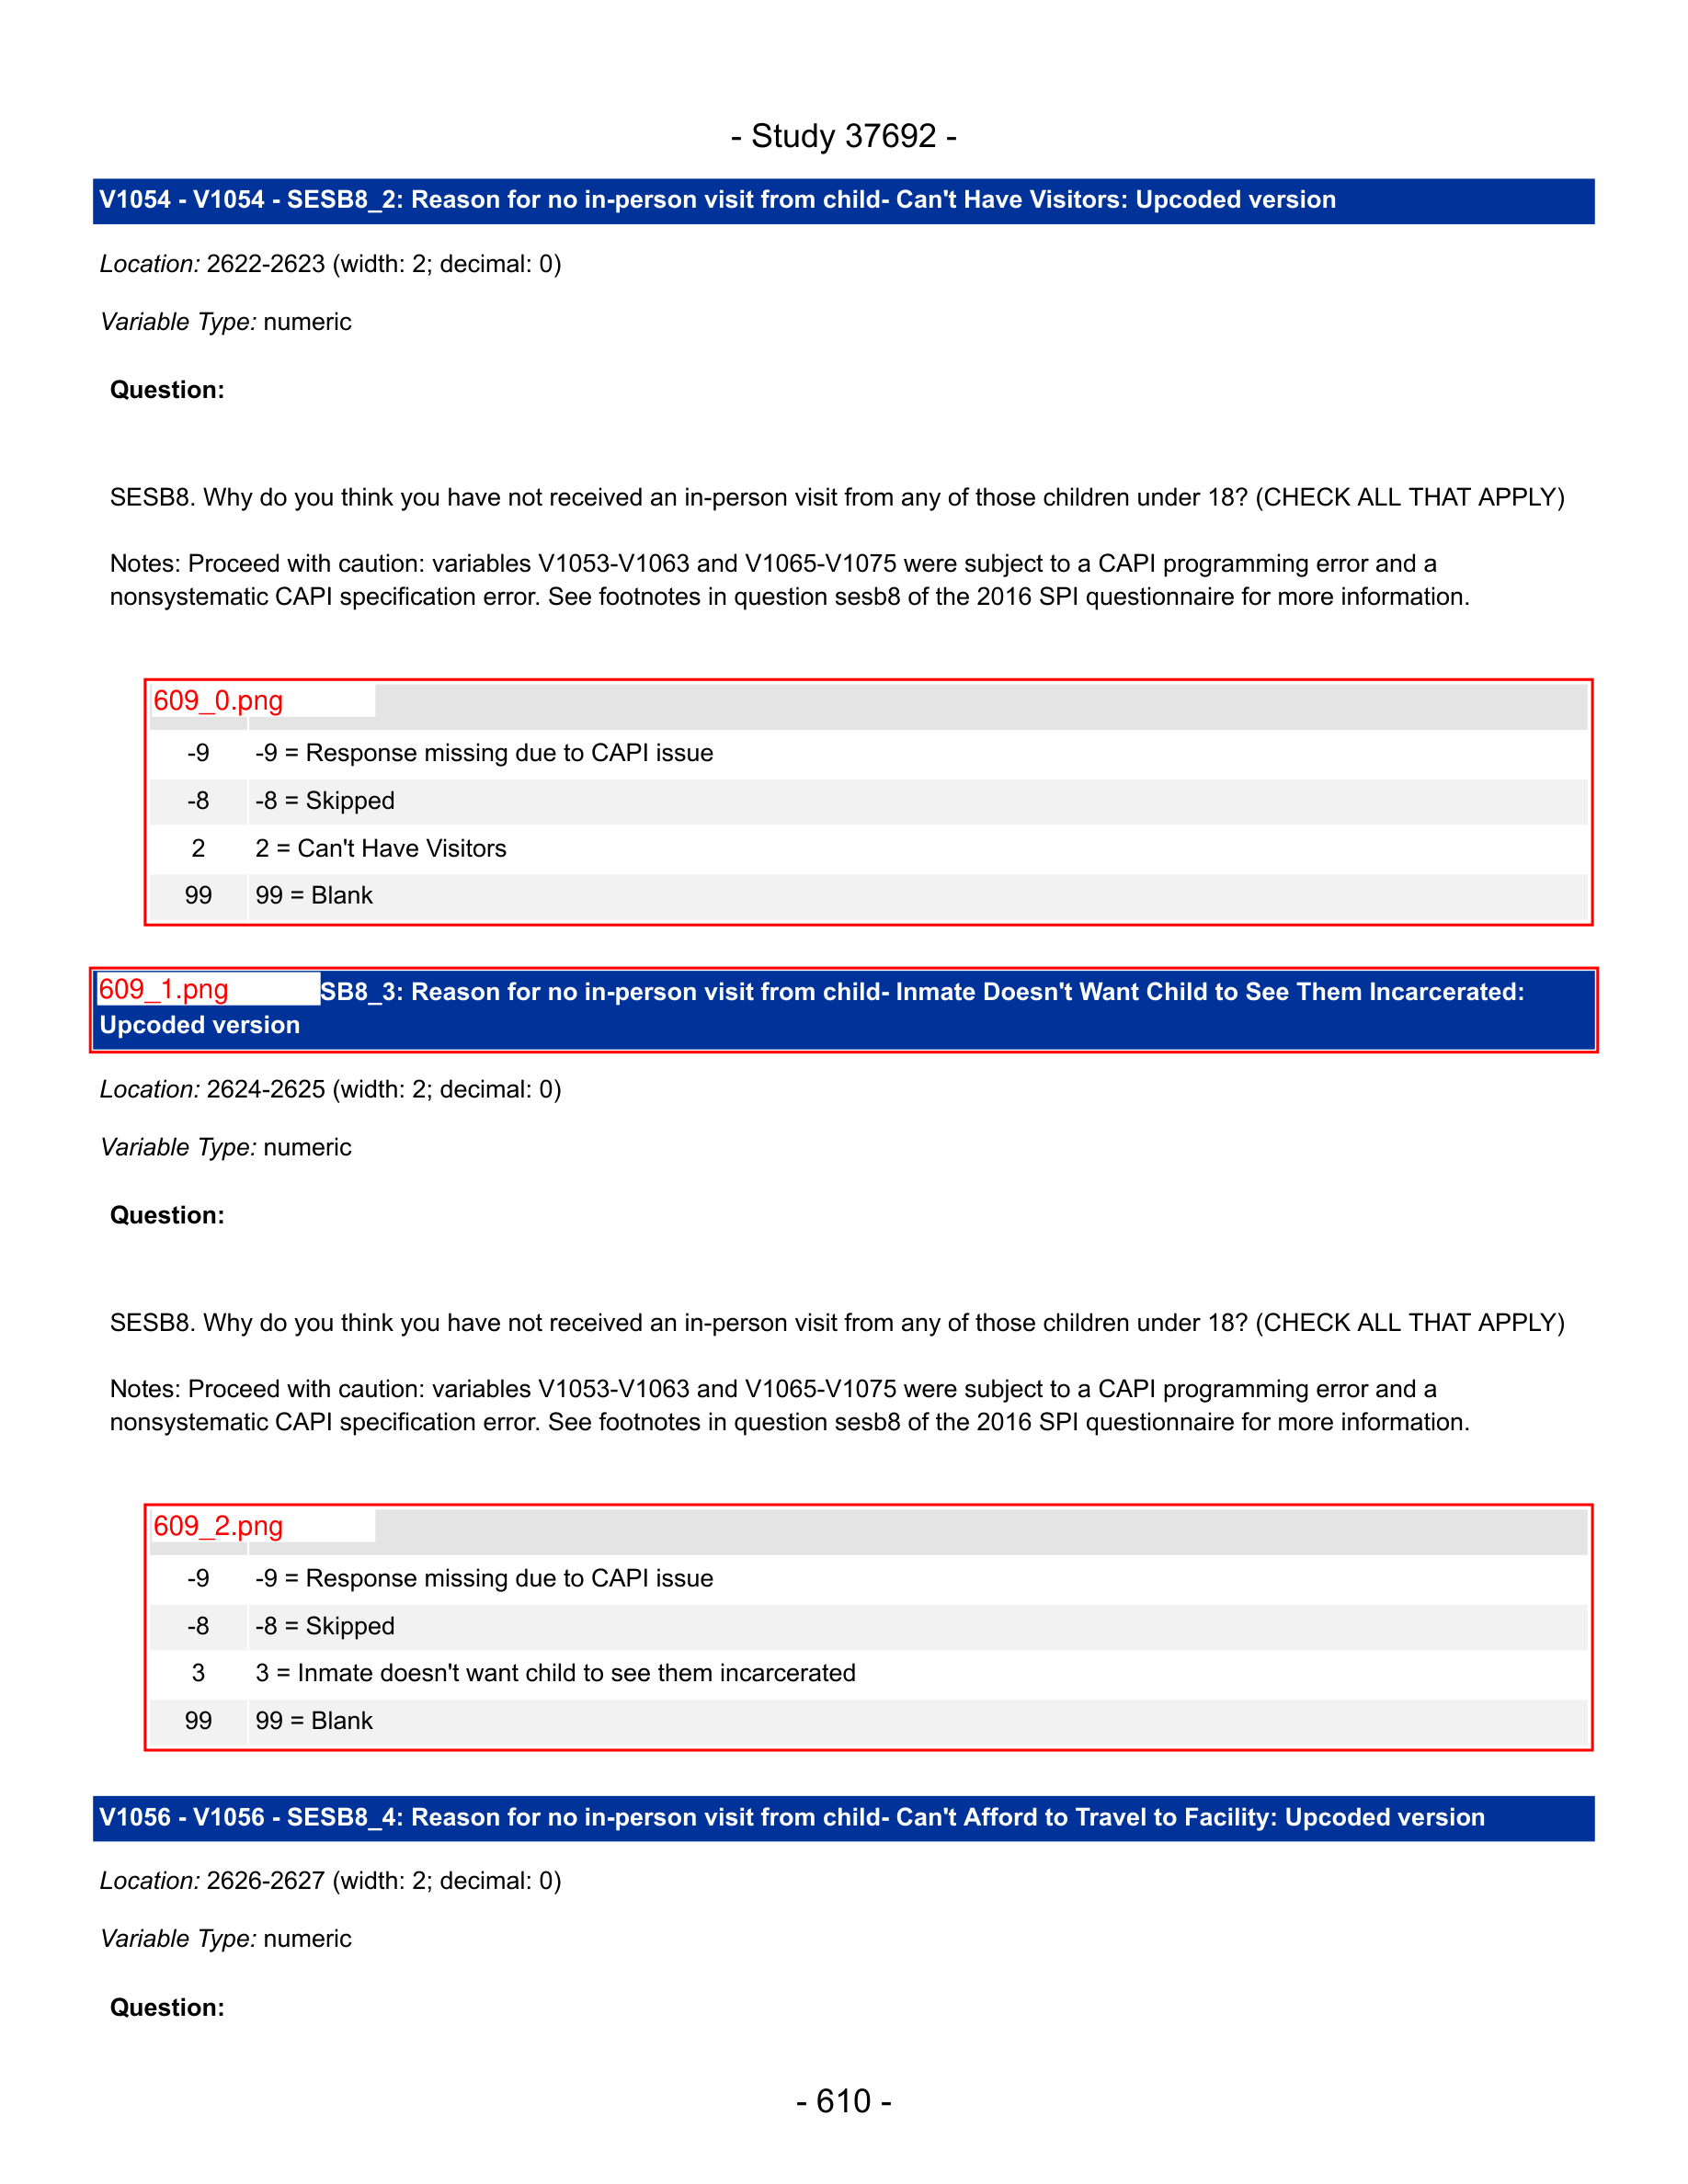 - Study 37692 -
V1054 - V1054 - SESB8_2: Reason for no in-person visit from child- Can't Have Visitors: Upcoded version
Location: 2622-2623 (width: 2; decimal: 0)
Variable Type: numeric
Question:
SESB8. Why do you think you have not received an in-person visit from any of those children under 18? (CHECK ALL THAT APPLY)
Notes: Proceed with caution: variables V1053-V1063 and V1065-V1075 were subject to a CAPI programming error and a
nonsystematic CAPI specification error. See footnotes in question sesb8 of the 2016 SPI questionnaire for more information.
609_0.png
-9 -9 = Response missing due to CAPI issue
-8 -8 = Skipped
2 2 = Can't Have Visitors
99 99 = Blank
609_1.png SB8_3: Reason for no in-person visit from child- Inmate Doesn't Want Child to See Them Incarcerated:
Upcoded version
Location: 2624-2625 (width: 2; decimal: 0)
Variable Type: numeric
Question:
SESB8. Why do you think you have not received an in-person visit from any of those children under 18? (CHECK ALL THAT APPLY)
Notes: Proceed with caution: variables V1053-V1063 and V1065-V1075 were subject to a CAPI programming error and a
nonsystematic CAPI specification error. See footnotes in question sesb8 of the 2016 SPI questionnaire for more information.
609_2.png
-9 -9 = Response missing due to CAPI issue
-8 -8 = Skipped
3 3 = Inmate doesn't want child to see them incarcerated
99 99 = Blank
V1056 - V1056 - SESB8_4: Reason for no in-person visit from child- Can't Afford to Travel to Facility: Upcoded version
Location: 2626-2627 (width: 2; decimal: 0)
Variable Type: numeric
Question:
- 610 -